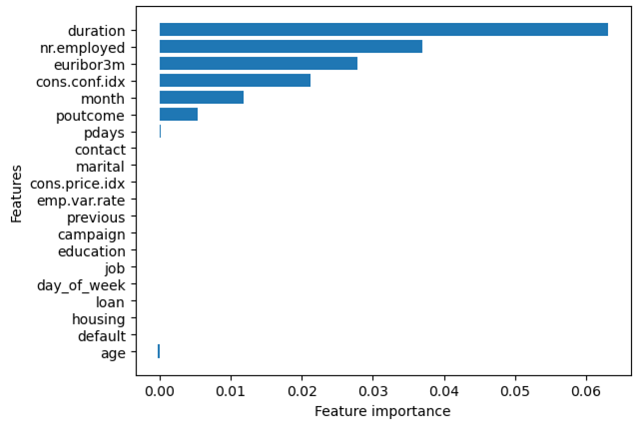 duration
nr.employed
euribor3m
cons.conf.idx
month
poutcome
pdays
contact
marital
cons.price.idx
emp.var.rate
previous
campaign
education
job
day_of_week
loan
housing
default
age
Features
0.00 0.01 0.02 0.03 0.04 0.05 0.06
Feature importance